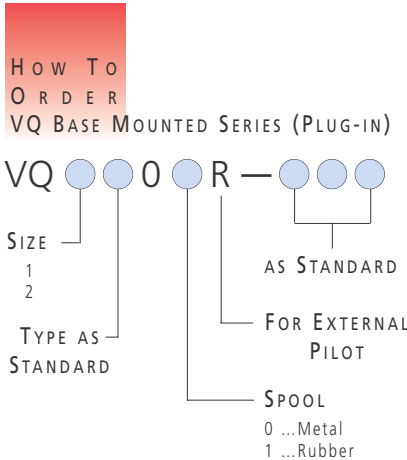 HOW TO
ORDER
VQ BASE MOUNTED SERIES (PLUG-IN)
VQ 0 R –
SIZE
1
2
AS STANDARD
TYPE AS
STANDARD
FOR EXTERNAL
PILOT
SPOOL
0 ...Metal
1 ...Rubber